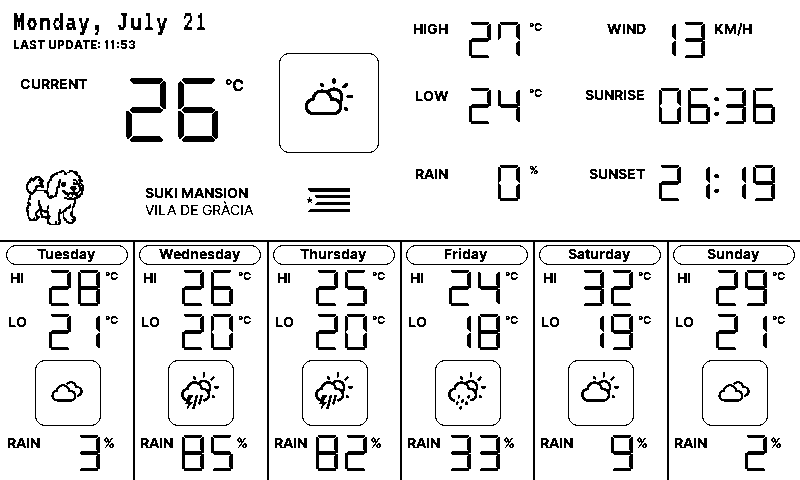 Monday, July 21
LAST UPDATE: 11:53
CURRENT 26 °C
HIGH 27 °C
WIND 13 KM/H
LOW 24 °C
SUNRISE 06:36
RAIN 0 %
SUNSET 21:19
SUKI MANSION
VILA DE GRÀCIA
Tuesday
HI 28 °C
LO 21 °C
RAIN 3 %
Wednesday
HI 26 °C
LO 20 °C
RAIN 85 %
Thursday
HI 25 °C
LO 20 °C
RAIN 82 %
Friday
HI 24 °C
LO 18 °C
RAIN 33 %
Saturday
HI 32 °C
LO 19 °C
RAIN 9 %
Sunday
HI 29 °C
LO 21 °C
RAIN 2 %